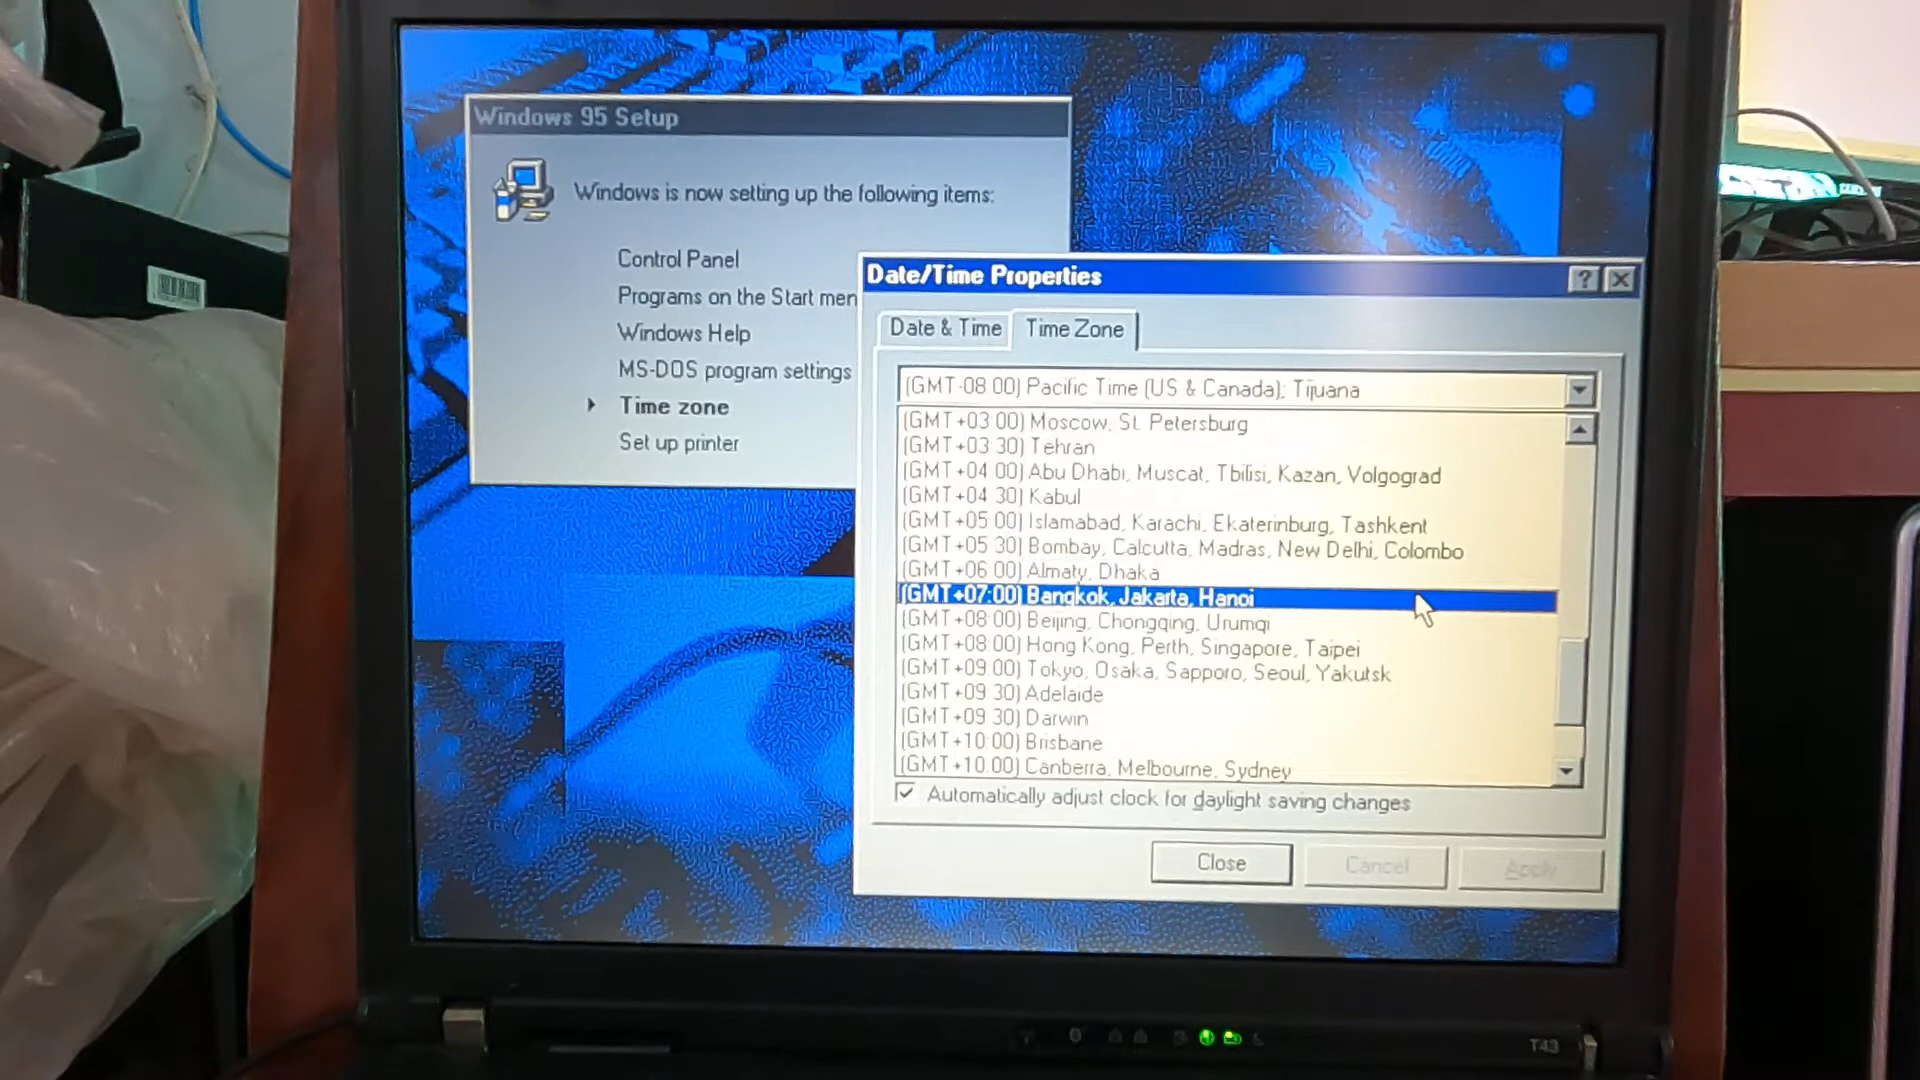 Windows 95 Setup
Windows is now setting up the following items:
Control Panel
Programs on the Start men
Windows Help
MS-DOS program settings
Time zone
Set up printer
Date/Time Properties
Date & Time
Time Zone
(GMT-08:00) Pacific Time (US & Canada); Tijuana
(GMT+03:00) Moscow, St. Petersburg
(GMT+03:30) Tehran
(GMT+04:00) Abu Dhabi, Muscat, Tbilisi, Kazan, Volgograd
(GMT+04:30) Kabul
(GMT+05:00) Islamabad, Karachi, Ekaterinburg, Tashkent
(GMT+05:30) Bombay, Calcutta, Madras, New Delhi, Colombo
(GMT+06:00) Almaty, Dhaka
(GMT+07:00) Bangkok, Jakarta, Hanoi
(GMT+08:00) Beijing, Chongqing, Urumqi
(GMT+08:00) Hong Kong, Perth, Singapore, Taipei
(GMT+09:00) Tokyo, Osaka, Sapporo, Seoul, Yakutsk
(GMT+09:30) Adelaide
(GMT+09:30) Darwin
(GMT+10:00) Brisbane
(GMT+10:00) Canberra, Melbourne, Sydney
Automatically adjust clock for daylight saving changes
Close
Cancel
Apply
T43